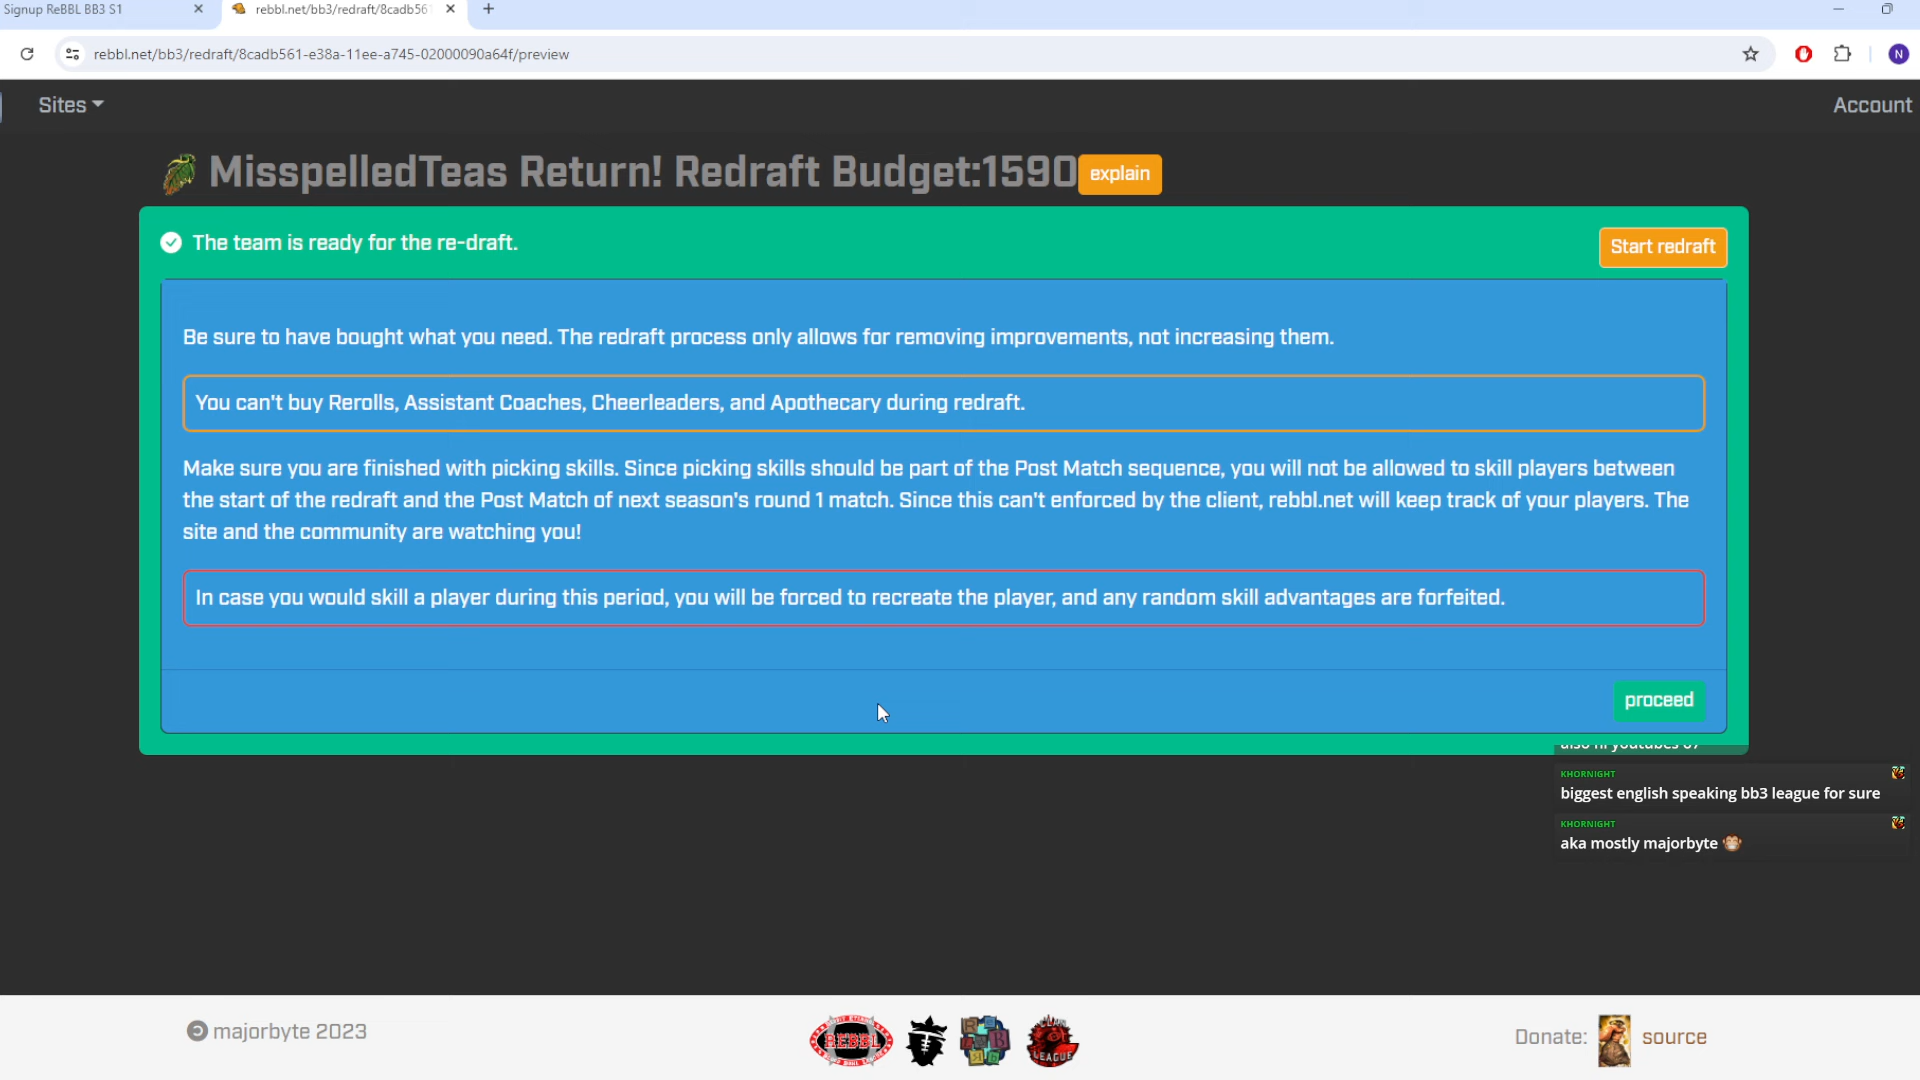 Signup ReBBL BB3 S1
rebbl.net/bb3/redraft/8cadb56
rebbl.net/bb3/redraft/8cadb561-e38a-11ee-a745-02000090a64f/preview
N
Sites
Account
MisspelledTeas Return! Redraft Budget:1590
explain
The team is ready for the re-draft.
Start redraft
Be sure to have bought what you need. The redraft process only allows for removing improvements, not increasing them.
You can't buy Rerolls, Assistant Coaches, Cheerleaders, and Apothecary during redraft.
Make sure you are finished with picking skills. Since picking skills should be part of the Post Match sequence, you will not be allowed to skill players between
the start of the redraft and the Post Match of next season's round 1 match. Since this can't enforced by the client, rebbl.net will keep track of your players. The
site and the community are watching you!
In case you would skill a player during this period, you will be forced to recreate the player, and any random skill advantages are forfeited.
proceed
KHORNIGHT
biggest english speaking bb3 league for sure
KHORNIGHT
aka mostly majorbyte
majorbyte 2023
REBBL
LEAGUE
Donate:
source